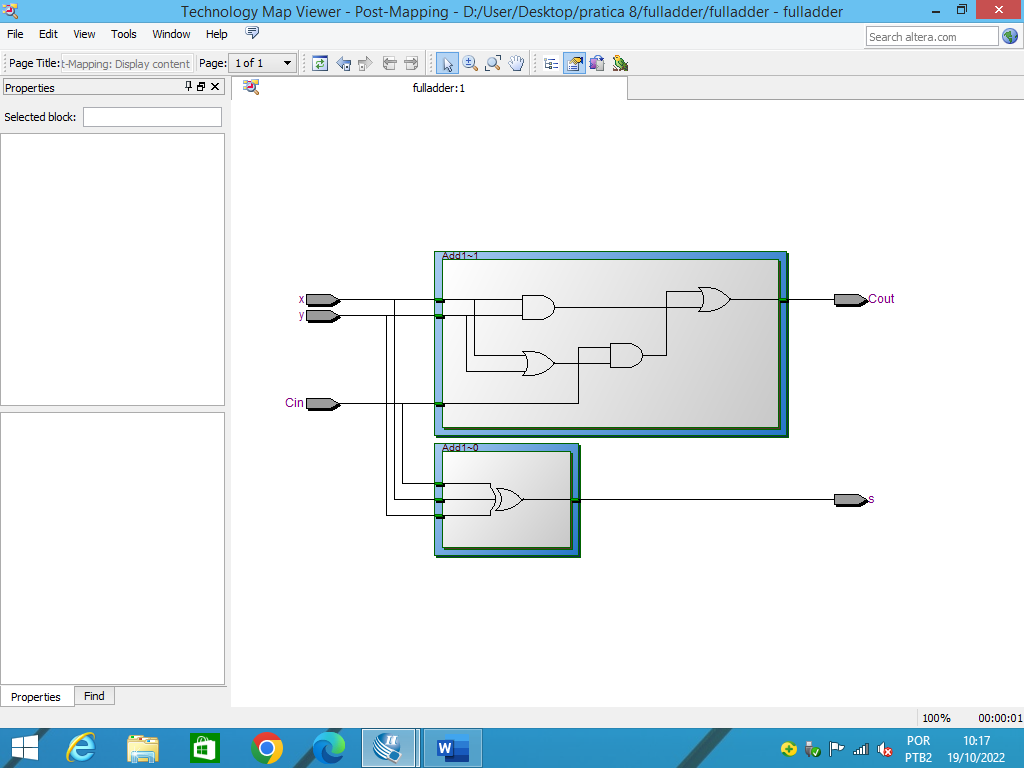 Technology Map Viewer - Post-Mapping - D:/User/Desktop/pratica 8/fulladder/fulladder - fulladder
File Edit View Tools Window Help
Search altera.com
Page Title: t-Mapping: Display content Page: 1 of 1
Properties
fulladder:1
Selected block:
Add1~1
x
Cout
y
Cin
Add1~0
s
Properties Find
100% 00:00:01
POR 10:17
PTB2 19/10/2022